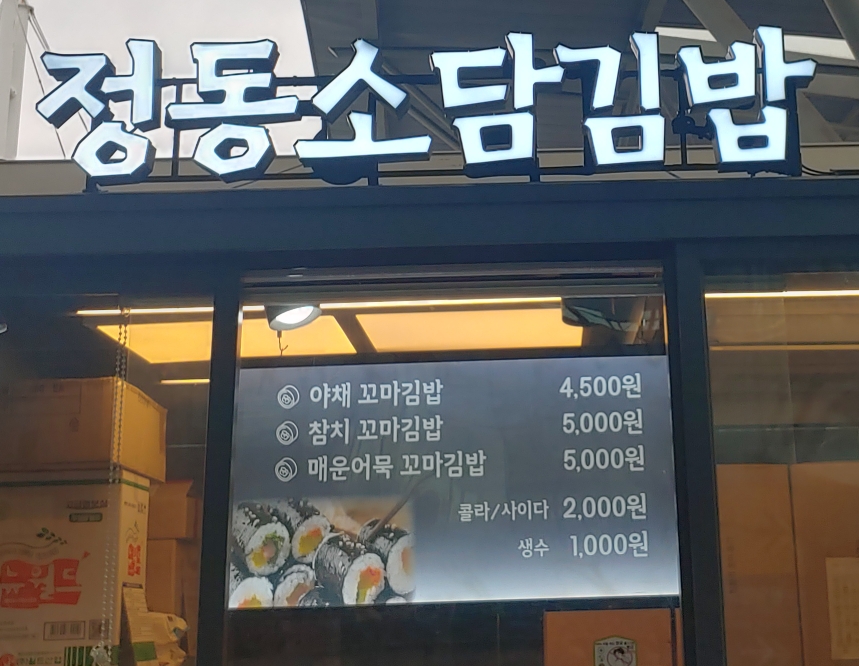 정동소담김밥
야채 꼬마김밥 4,500원
참치 꼬마김밥 5,000원
매운어묵 꼬마김밥 5,000원
콜라/사이다 2,000원
생수 1,000원